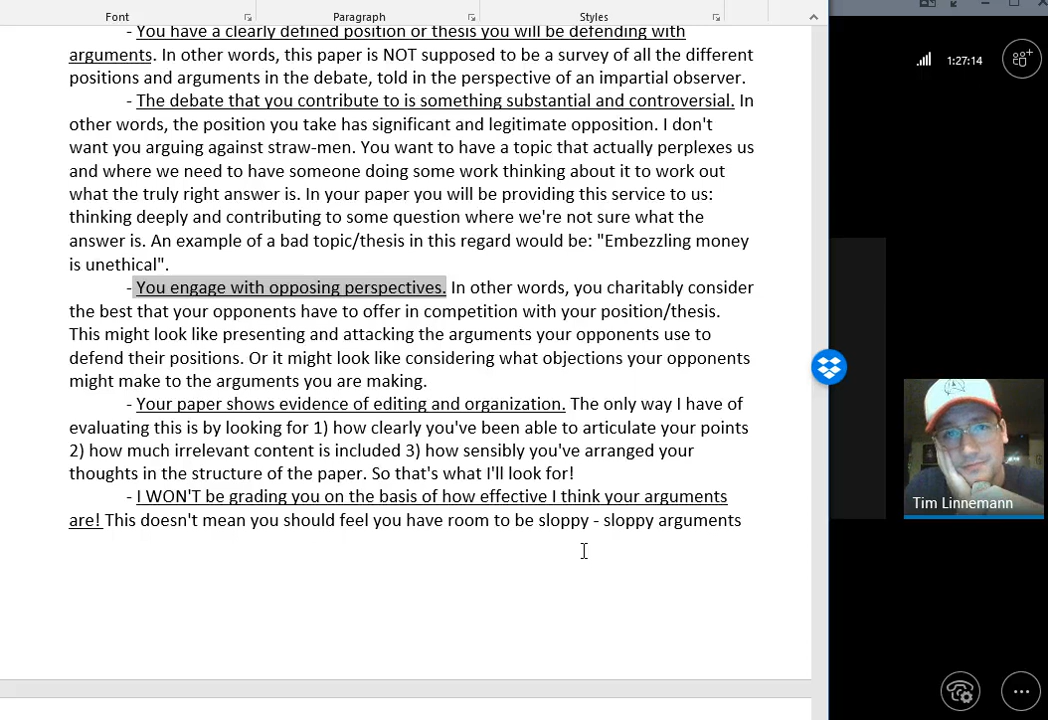 Font Paragraph Styles
- You have a clearly defined position or thesis you will be defending with
arguments. In other words, this paper is NOT supposed to be a survey of all the different
positions and arguments in the debate, told in the perspective of an impartial observer.
- The debate that you contribute to is something substantial and controversial. In
other words, the position you take has significant and legitimate opposition. I don't
want you arguing against straw-men. You want to have a topic that actually perplexes us
and where we need to have someone doing some work thinking about it to work out
what the truly right answer is. In your paper you will be providing this service to us:
thinking deeply and contributing to some question where we're not sure what the
answer is. An example of a bad topic/thesis in this regard would be: "Embezzling money
is unethical".
- You engage with opposing perspectives. In other words, you charitably consider
the best that your opponents have to offer in competition with your position/thesis.
This might look like presenting and attacking the arguments your opponents use to
defend their positions. Or it might look like considering what objections your opponents
might make to the arguments you are making.
- Your paper shows evidence of editing and organization. The only way I have of
evaluating this is by looking for 1) how clearly you've been able to articulate your points
2) how much irrelevant content is included 3) how sensibly you've arranged your
thoughts in the structure of the paper. So that's what I'll look for!
- I WON'T be grading you on the basis of how effective I think your arguments
are! This doesn't mean you should feel you have room to be sloppy - sloppy arguments
1:27:14
Tim Linnemann